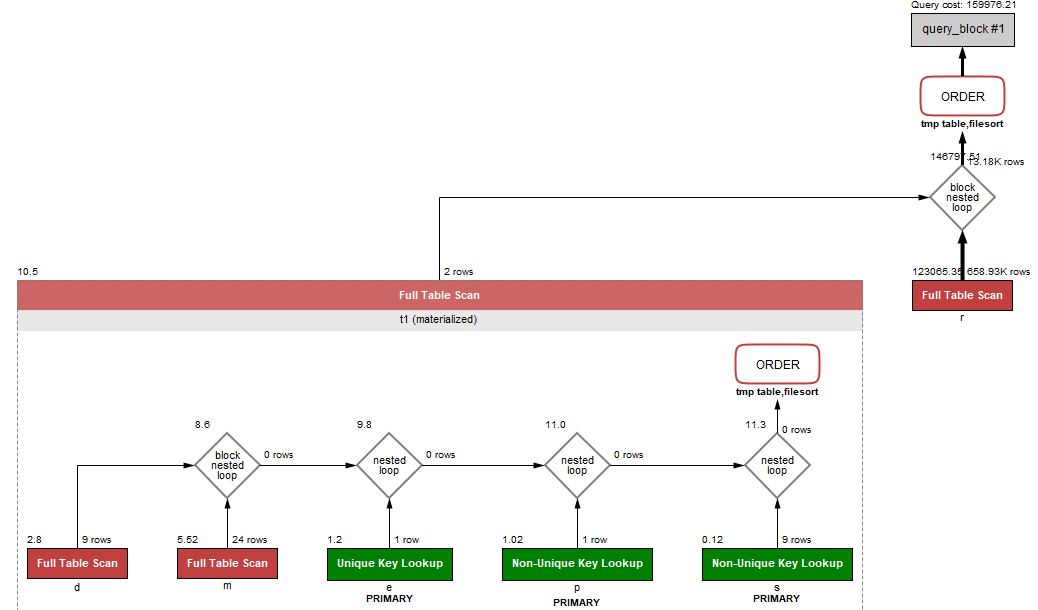 Query cost: 159976.21
query_block #1
ORDER
tmp table,filesort
146797.51
13.18K rows
block
nested
loop
10.5
2 rows
123065.35
658.93K rows
Full Table Scan
Full Table Scan
t1 (materialized)
r
ORDER
tmp table,filesort
8.6
9.8
11.0
11.3
0 rows
block
nested
loop
0 rows
nested
loop
0 rows
nested
loop
0 rows
nested
loop
2.8
9 rows
5.52
24 rows
1.2
1 row
1.02
1 row
0.12
9 rows
Full Table Scan
Full Table Scan
Unique Key Lookup
Non-Unique Key Lookup
Non-Unique Key Lookup
d
m
e
p
s
PRIMARY
PRIMARY
PRIMARY